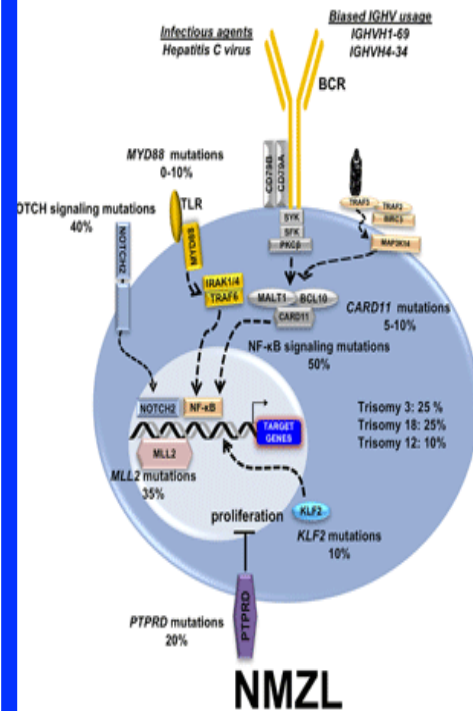 Infectious agents
Hepatitis C virus
Biased IGHV usage
IGHVH1-69
IGHVH4-34
BCR
CD79B
CD79A
MYD88 mutations
0-10%
TLR
MYD88
OTCH signaling mutations
40%
NOTCH2
TRAF3
TRAF2
BIRC3
MAP3K14
SYK
SFK
PKCβ
IRAK1/4
TRAF6
MALT1
BCL10
CARD11
CARD11 mutations
5-10%
NF-κB signaling mutations
50%
NOTCH2
NF-κB
TARGET
GENES
Trisomy 3: 25 %
Trisomy 18: 25%
Trisomy 12: 10%
MLL2
MLL2 mutations
35%
KLF2
proliferation
KLF2 mutations
10%
PTPRD
PTPRD mutations
20%
NMZL